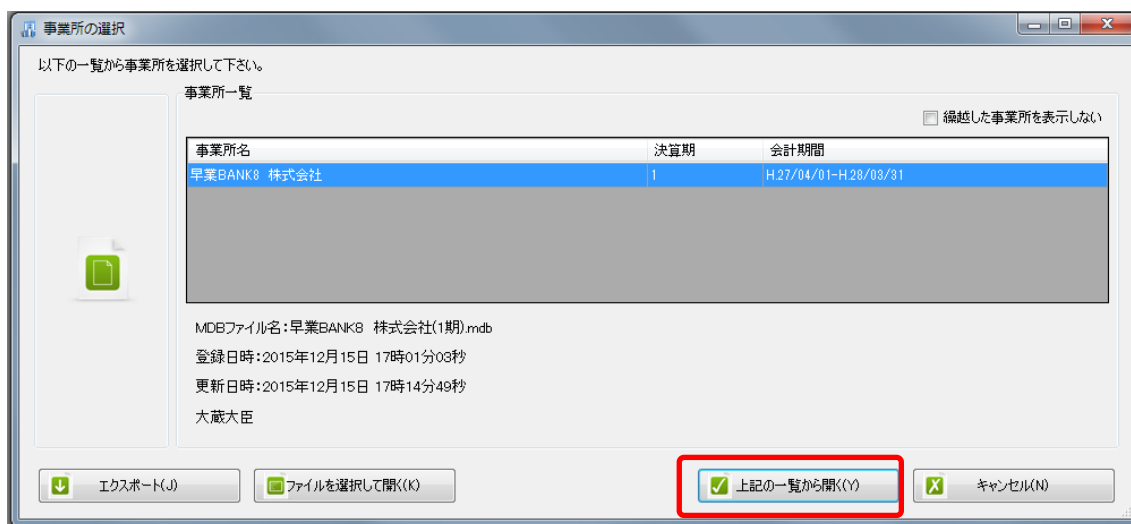 事業所の選択
以下の一覧から事業所を選択して下さい。
事業所一覧
繰越した事業所を表示しない
事業所名 決算期 会計期間
早業BANK8 株式会社 1 H.27/04/01-H.28/03/31
MDBファイル名:早業BANK8 株式会社(1期).mdb
登録日時:2015年12月15日 17時01分03秒
更新日時:2015年12月15日 17時14分49秒
大蔵大臣
エクスポート(J) ファイルを選択して開く(K) 上記の一覧から開く(Y) キャンセル(N)